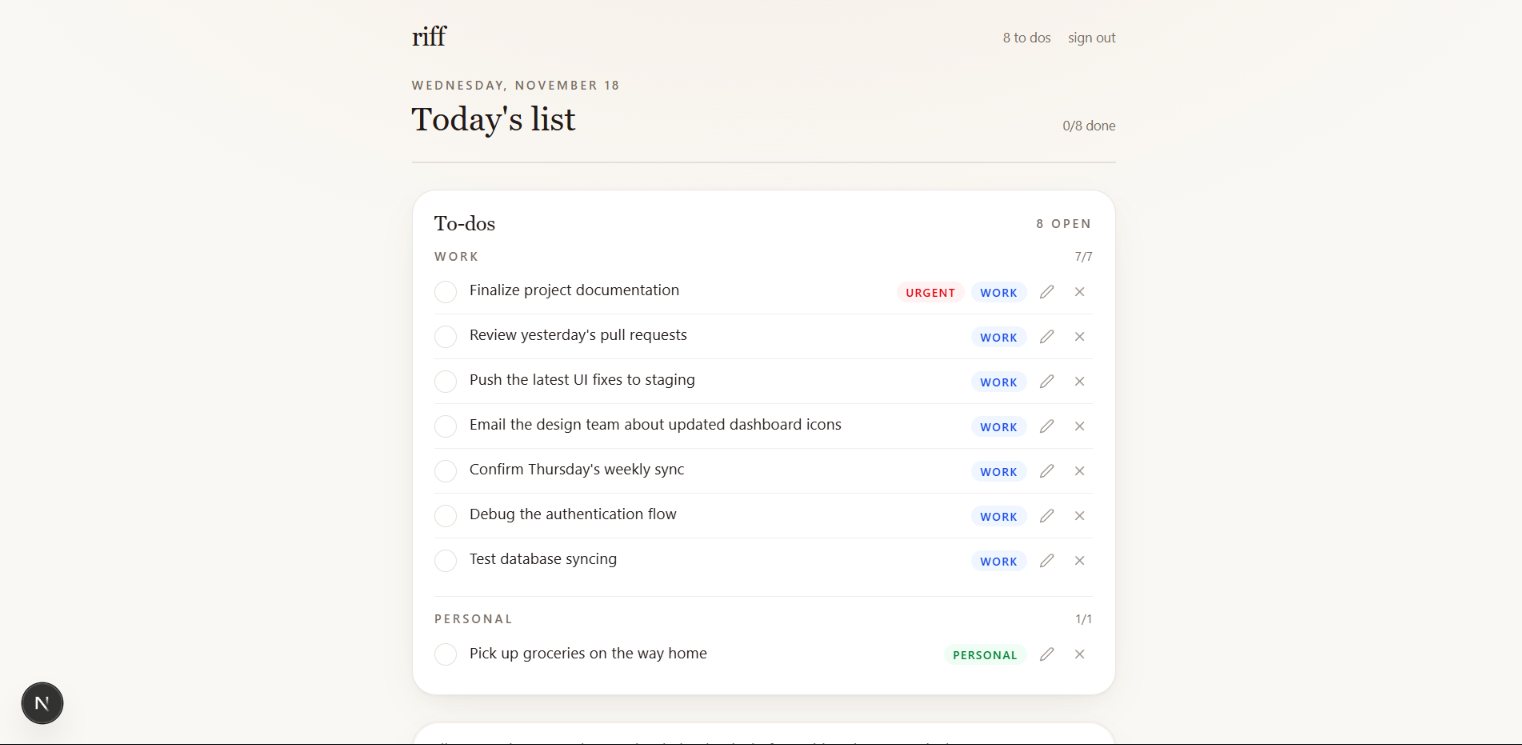 riff
8 to dos sign out
WEDNESDAY, NOVEMBER 18
Today's list
0/8 done
To-dos
8 OPEN
WORK
7/7
Finalize project documentation URGENT WORK
Review yesterday's pull requests WORK
Push the latest UI fixes to staging WORK
Email the design team about updated dashboard icons WORK
Confirm Thursday's weekly sync WORK
Debug the authentication flow WORK
Test database syncing WORK
PERSONAL
1/1
Pick up groceries on the way home PERSONAL
N